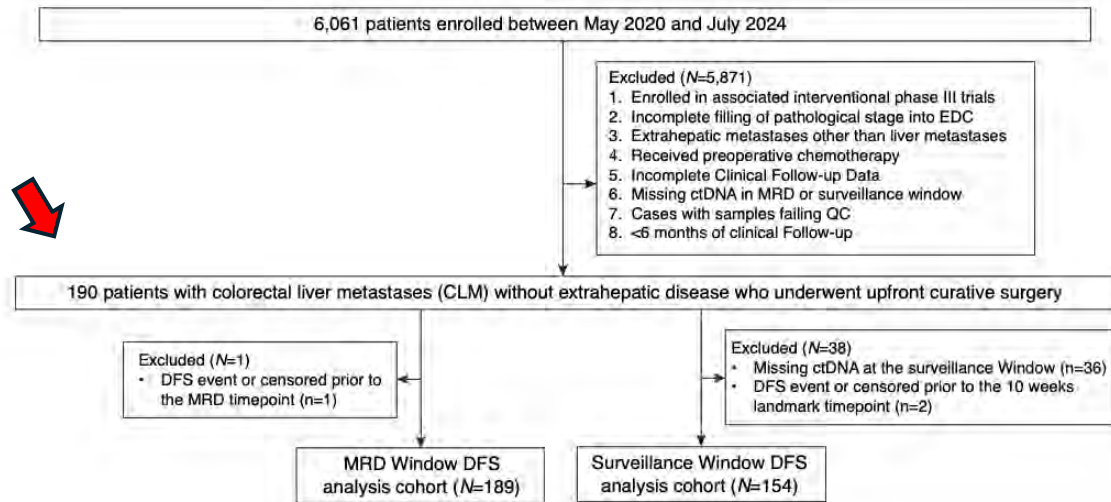 6,061 patients enrolled between May 2020 and July 2024
Excluded (N=5,871)
1. Enrolled in associated interventional phase III trials
2. Incomplete filling of pathological stage into EDC
3. Extrahepatic metastases other than liver metastases
4. Received preoperative chemotherapy
5. Incomplete Clinical Follow-up Data
6. Missing ctDNA in MRD or surveillance window
7. Cases with samples failing QC
8. <6 months of clinical Follow-up
190 patients with colorectal liver metastases (CLM) without extrahepatic disease who underwent upfront curative surgery
Excluded (N=1)
• DFS event or censored prior to
the MRD timepoint (n=1)
Excluded (N=38)
• Missing ctDNA at the surveillance Window (n=36)
• DFS event or censored prior to the 10 weeks
landmark timepoint (n=2)
MRD Window DFS
analysis cohort (N=189)
Surveillance Window DFS
analysis cohort (N=154)